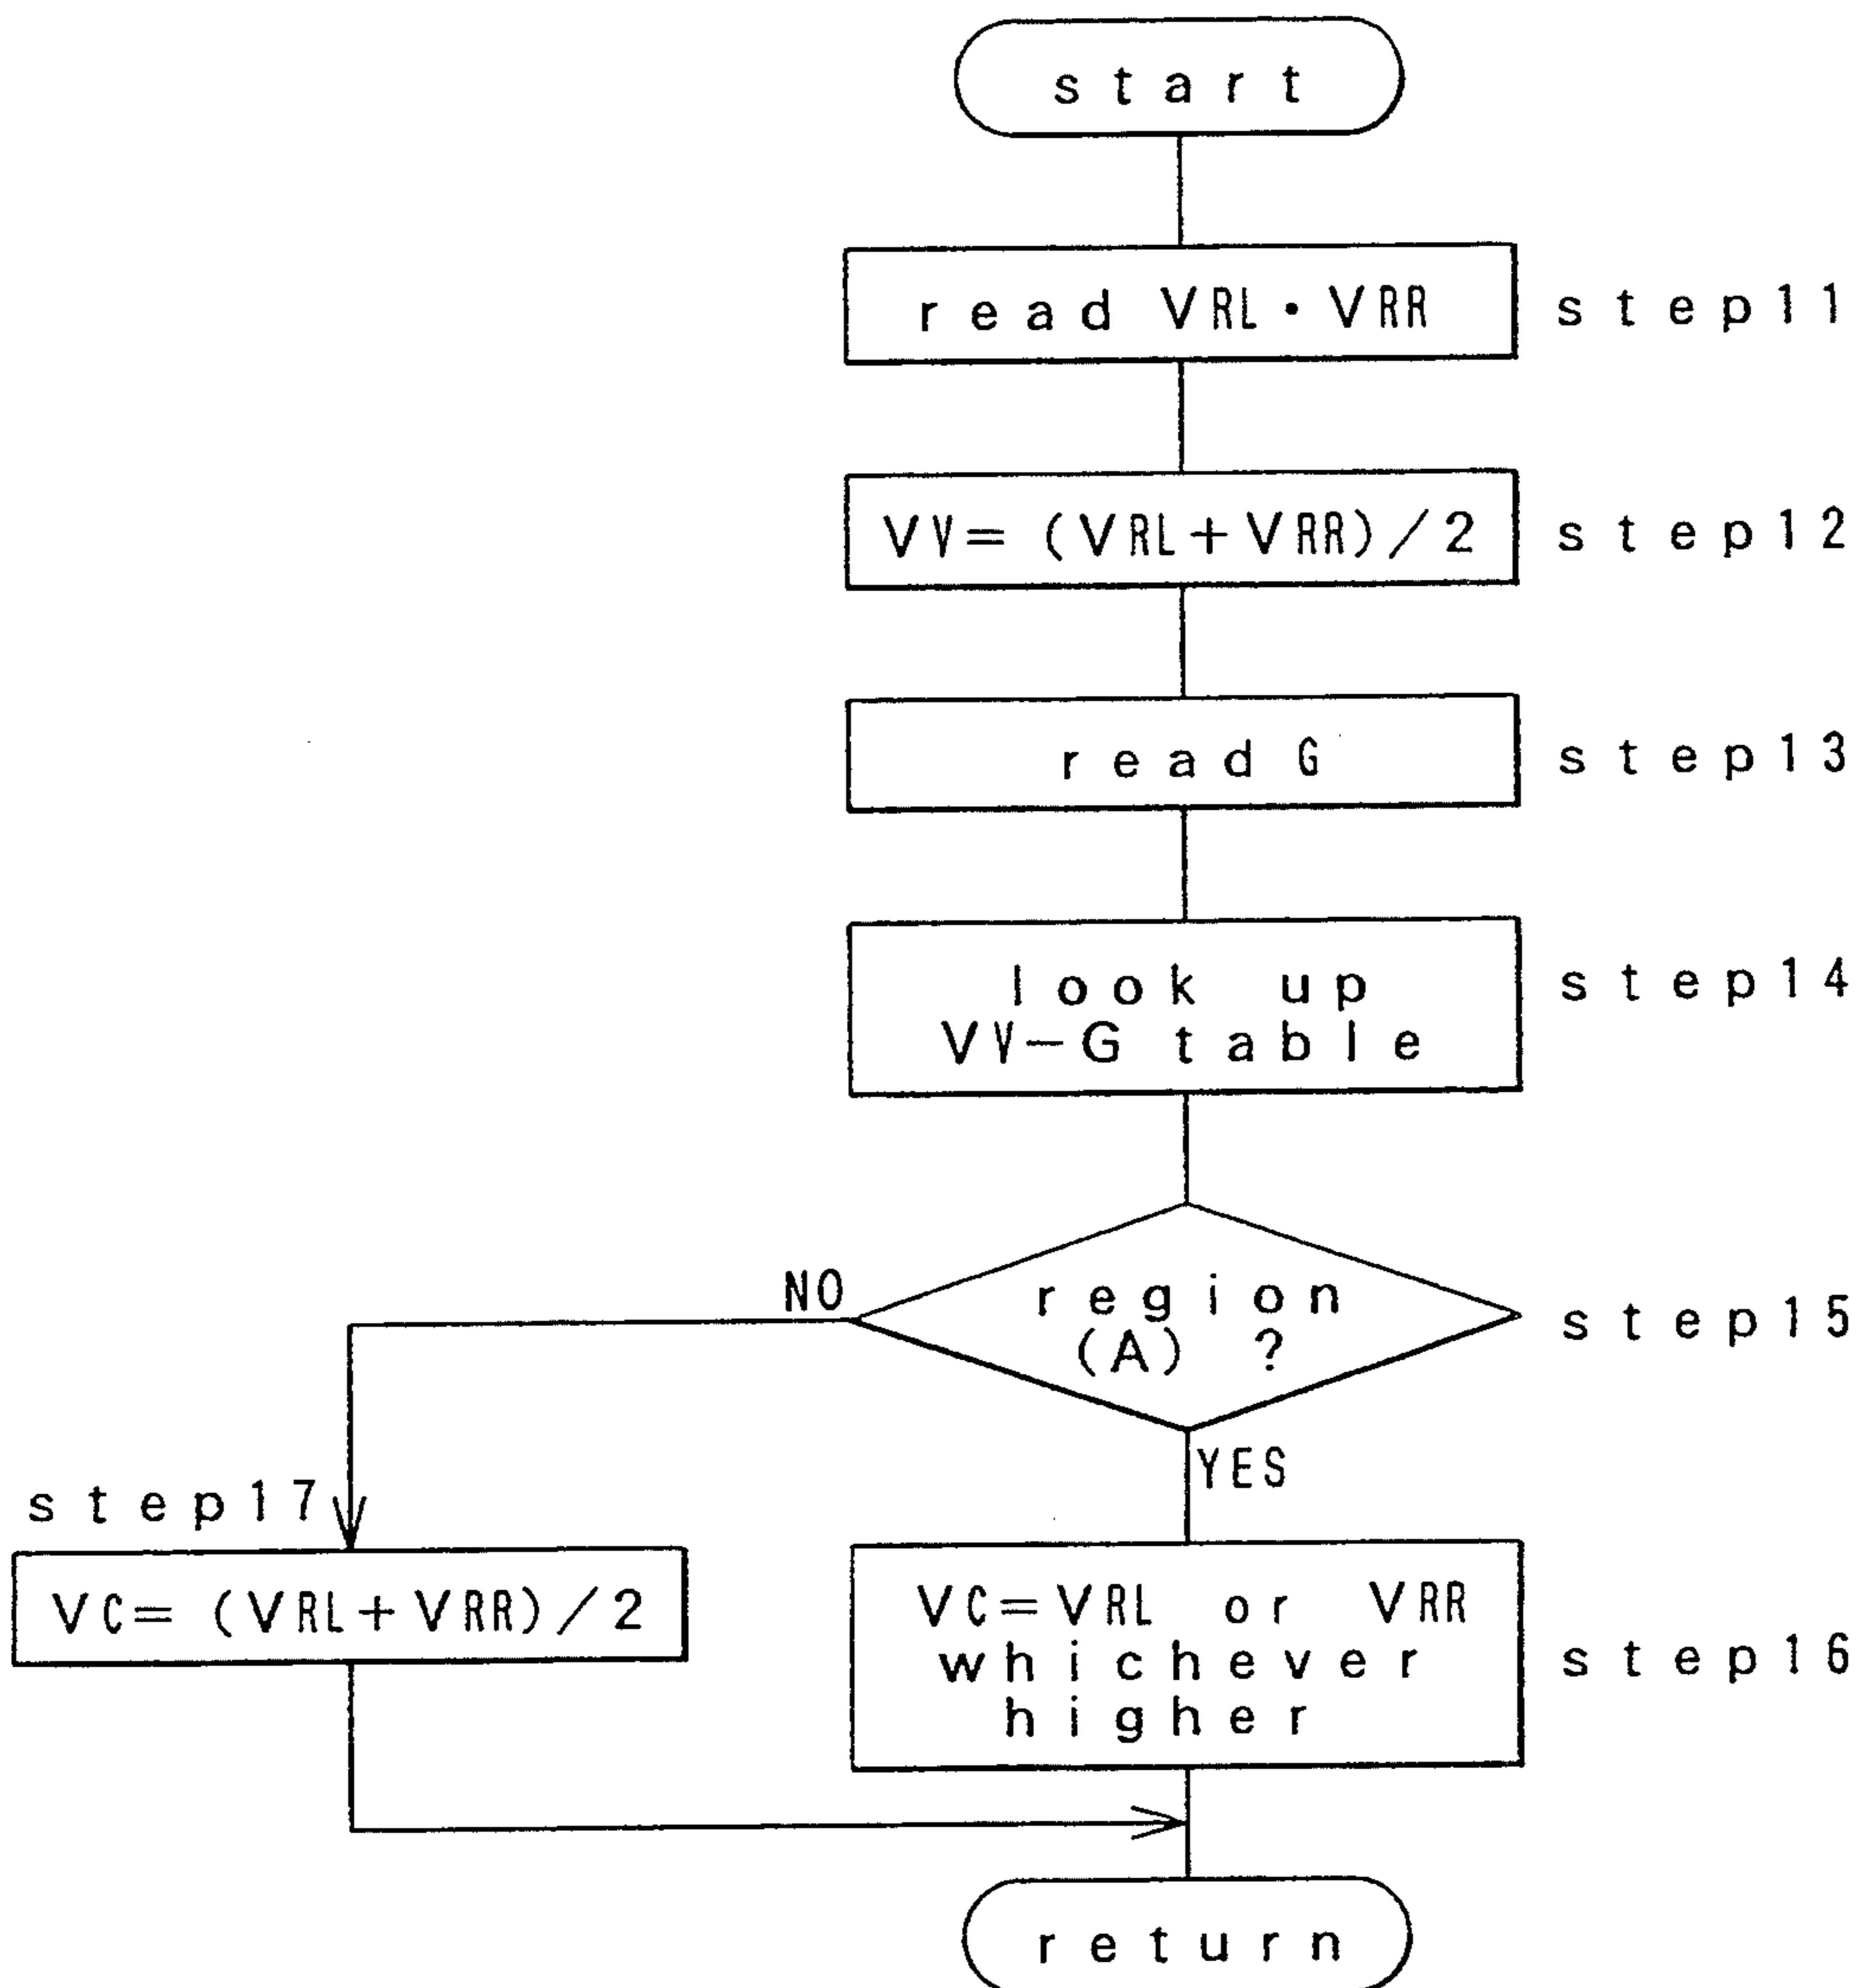 start
read VRL・VRR
step11
VV=(VRL+VRR)/2
step12
read G
step13
look up
VV-G table
step14
NO
region
(A) ?
step15
YES
step17
VC=(VRL+VRR)/2
VC=VRL or VRR
whichever
higher
step16
return